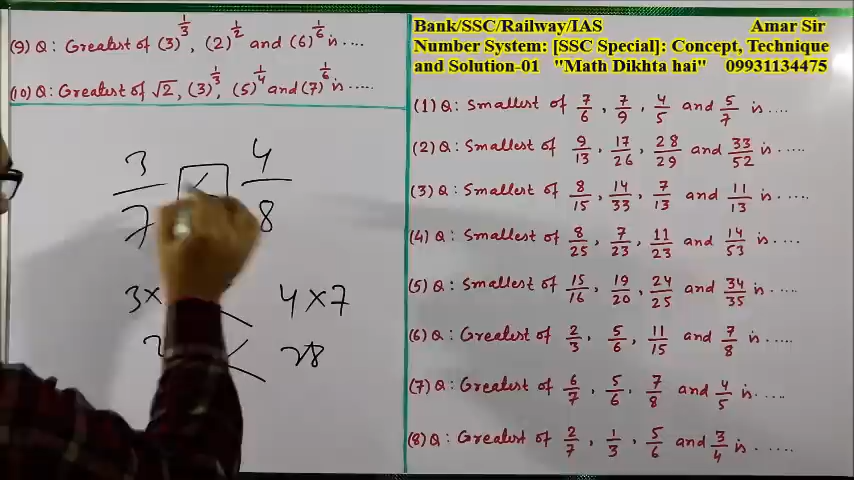 (9) Q: Greatest of (3)^1/3, (2)^1/2 and (6)^1/6 is ....
(10) Q: Greatest of √2, (3)^1/3, (5)^1/4 and (7)^1/6 is .....
3/7 < 4/8
3× 4×7
2 < 28
Bank/SSC/Railway/IAS Amar Sir
Number System: [SSC Special]: Concept, Technique
and Solution-01 "Math Dikhta hai" 09931134475
(1) Q: Smallest of 7/6, 7/9, 4/5 and 5/7 is ....
(2) Q: Smallest of 9/13, 17/26, 28/29 and 33/52 is ....
(3) Q: Smallest of 8/15, 14/33, 7/13 and 11/13 is .....
(4) Q: Smallest of 8/25, 7/23, 11/23 and 14/53 is .....
(5) Q: Smallest of 15/16, 19/20, 24/25 and 34/35 is .....
(6) Q: Greatest of 2/3, 5/6, 11/15 and 7/8 is .....
(7) Q: Greatest of 6/7, 5/6, 7/8 and 4/5 is .....
(8) Q: Greatest of 2/7, 1/3, 5/6 and 3/4 is ......